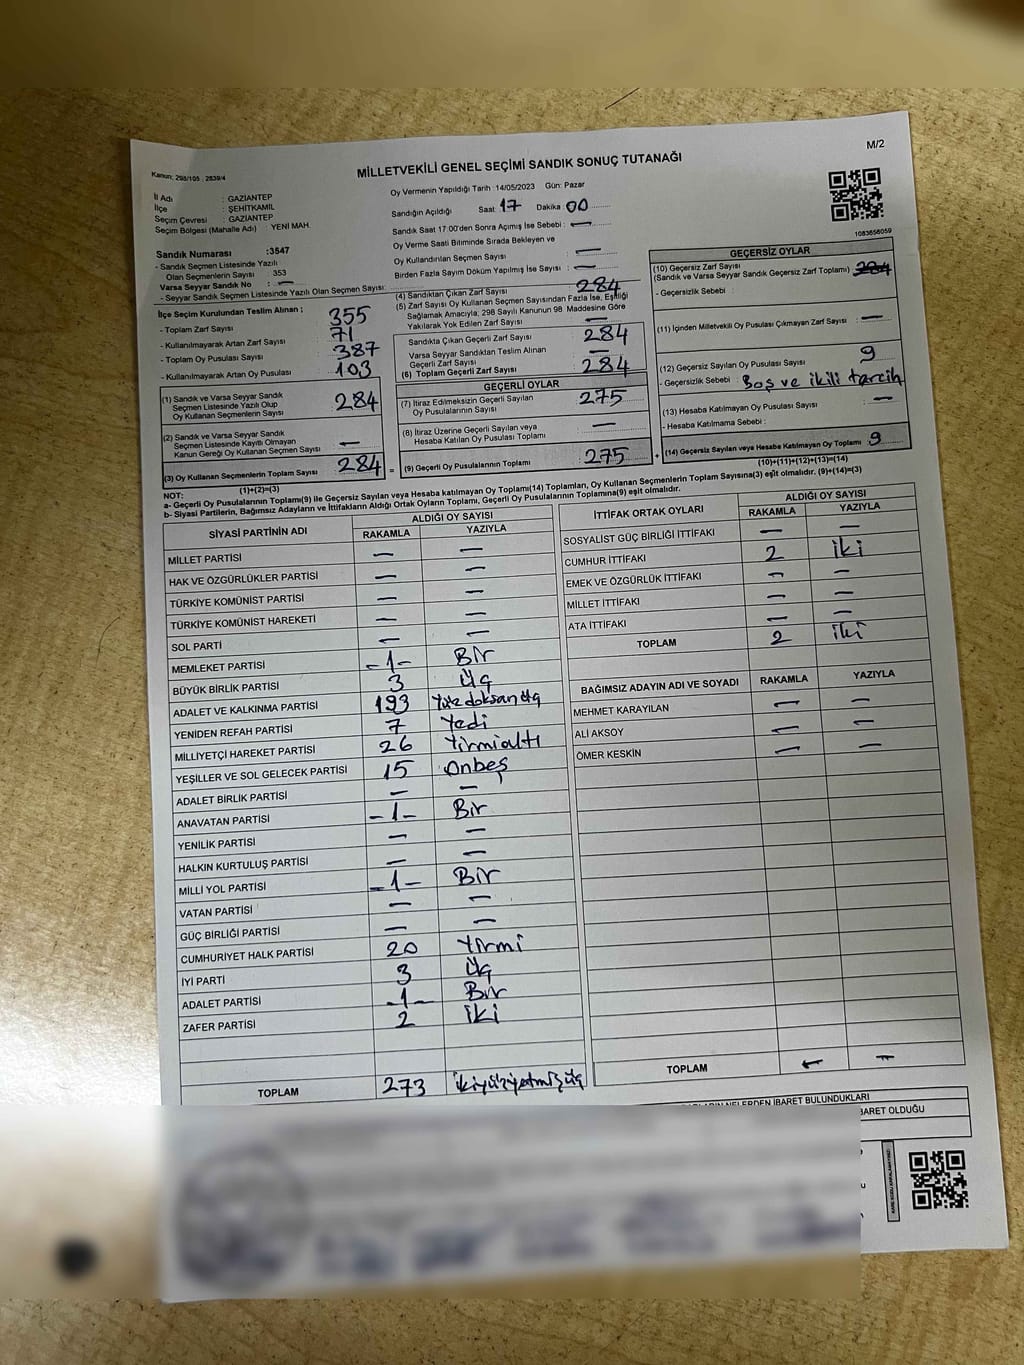 M/2
MİLLETVEKİLİ GENEL SEÇİMİ SANDIK SONUÇ TUTANAĞI
Kanun; 298/105 , 2839/4
İl Adı : GAZİANTEP
İlçe : ŞEHİTKAMİL
Seçim Çevresi : GAZİANTEP
Seçim Bölgesi (Mahalle Adı) : YENİ MAH.
Oy Vermenin Yapıldığı Tarih :14/05/2023 Gün: Pazar
Sandığın Açıldığı Saat: 17 Dakika 00
Sandık Saat 17:00'den Sonra Açımış İse Sebebi : —
Oy Verme Saati Bitiminde Sırada Bekleyen ve
Oy Kullandırılan Seçmen Sayısı —
Birden Fazla Sayım Döküm Yapılmış İse Sayısı : —
1083656059
Sandık Numarası :3547
- Sandık Seçmen Listesinde Yazılı
Olan Seçmenlerin Sayısı : 353
Varsa Seyyar Sandık No : —
- Seyyar Sandık Seçmen Listesinde Yazılı Olan Seçmen Sayısı:
İlçe Seçim Kurulundan Teslim Alınan ;
- Toplam Zarf Sayısı 355
- Kullanılmayarak Artan Zarf Sayısı 71
- Toplam Oy Pusulası Sayısı 387
- Kullanılmayarak Artan Oy Pusulası 103
(1) Sandık ve Varsa Seyyar Sandık
Seçmen Listesinde Yazılı Olup
Oy Kullanan Seçmenlerin Sayısı 284
(2) Sandık ve Varsa Seyyar Sandık
Seçmen Listesinde Kayıtlı Olmayan
Kanun Gereği Oy Kullanan Seçmen Sayısı —
(3) Oy Kullanan Seçmenlerin Toplam Sayısı 284 =
(1)+(2)=(3)
(4) Sandıktan Çıkan Zarf Sayısı 284
(5) Zarf Sayısı Oy Kullanan Seçmen Sayısından Fazla İse, Eşitliği
Sağlamak Amacıyla; 298 Sayılı Kanunun 98 Maddesine Göre
Yakılarak Yok Edilen Zarf Sayısı —
Sandıkta Çıkan Geçerli Zarf Sayısı 284
Varsa Seyyar Sandıktan Teslim Alınan
Geçerli Zarf Sayısı —
(6) Toplam Geçerli Zarf Sayısı 284
GEÇERLİ OYLAR
(7) İtiraz Edilmeksizin Geçerli Sayılan
Oy Pusulalarının Sayısı 275
(8) İtiraz Üzerine Geçerli Sayılan veya
Hesaba Katılan Oy Pusulası Toplamı —
(9) Geçerli Oy Pusulalarının Toplamı 275 +
GEÇERSİZ OYLAR
(10) Geçersiz Zarf Sayısı
(Sandık ve Varsa Seyyar Sandık Geçersiz Zarf Toplamı) 284
- Geçersizlik Sebebi :
(11) İçinden Milletvekili Oy Pusulası Çıkmayan Zarf Sayısı —
(12) Geçersiz Sayılan Oy Pusulası Sayısı 9
- Geçersizlik Sebebi : Boş ve ikili tercih
(13) Hesaba Katılmayan Oy Pusulası Sayısı —
- Hesaba Katılmama Sebebi :
(14) Geçersiz Sayılan veya Hesaba Katılmayan Oy Toplamı 9
(10)+(11)+(12)+(13)=(14)
NOT:
a- Geçerli Oy Pusulalarının Toplamı(9) ile Geçersiz Sayılan veya Hesaba katılmayan Oy Toplamı(14) Toplamları, Oy Kullanan Seçmenlerin Toplam Sayısına(3) eşit olmalıdır. (9)+(14)=(3)
b- Siyasi Partilerin, Bağımsız Adayların ve İttifakların Aldığı Ortak Oyların Toplamı, Geçerli Oy Pusulalarının Toplamına(9) eşit olmalıdır.
SİYASİ PARTİNİN ADI ALDIĞI OY SAYISI
RAKAMLA YAZIYLA
MİLLET PARTİSİ — —
HAK VE ÖZGÜRLÜKLER PARTİSİ — —
TÜRKİYE KOMÜNİST PARTİSİ — —
TÜRKİYE KOMÜNİST HAREKETİ — —
SOL PARTİ — —
MEMLEKET PARTİSİ -1- Bir
BÜYÜK BİRLİK PARTİSİ 3 Üç
ADALET VE KALKINMA PARTİSİ 193 Yüzdoksanüç
YENİDEN REFAH PARTİSİ 7 Yedi
MİLLİYETÇİ HAREKET PARTİSİ 26 Yirmialtı
YEŞİLLER VE SOL GELECEK PARTİSİ 15 Onbeş
ADALET BİRLİK PARTİSİ — —
ANAVATAN PARTİSİ -1- Bir
YENİLİK PARTİSİ — —
HALKIN KURTULUŞ PARTİSİ — —
MİLLİ YOL PARTİSİ -1- Bir
VATAN PARTİSİ — —
GÜÇ BİRLİĞİ PARTİSİ — —
CUMHURİYET HALK PARTİSİ 20 Yirmi
İYİ PARTİ 3 Üç
ADALET PARTİSİ -1- Bir
ZAFER PARTİSİ 2 iki
TOPLAM 273 ikiyüzyetmişüç
İTTİFAK ORTAK OYLARI ALDIĞI OY SAYISI
RAKAMLA YAZIYLA
SOSYALİST GÜÇ BİRLİĞİ İTTİFAKI — —
CUMHUR İTTİFAKI 2 iki
EMEK VE ÖZGÜRLÜK İTTİFAKI — —
MİLLET İTTİFAKI — —
ATA İTTİFAKI — —
TOPLAM 2 iki
BAĞIMSIZ ADAYIN ADI VE SOYADI RAKAMLA YAZIYLA
MEHMET KARAYILAN — —
ALİ AKSOY — —
ÖMER KESKİN — —
TOPLAM — —
NELERDEN İBARET BULUNDUKLARI
BARET OLDUĞU